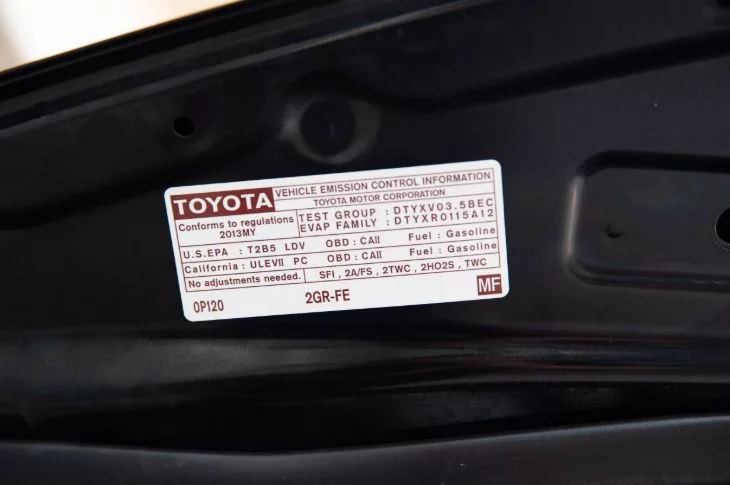 TOYOTA VEHICLE EMISSION CONTROL INFORMATION
TOYOTA MOTOR CORPORATION
Conforms to regulations
2013MY
TEST GROUP : DTYXV03.5BEC
EVAP FAMILY : DTYXR0115A12
U.S.EPA : T2B5 LDV OBD : CAII Fuel : Gasoline
California : ULEVII PC OBD : CAII Fuel : Gasoline
No adjustments needed. SFI , 2A/FS , 2TWC , 2HO2S , TWC
0P120 2GR-FE MF